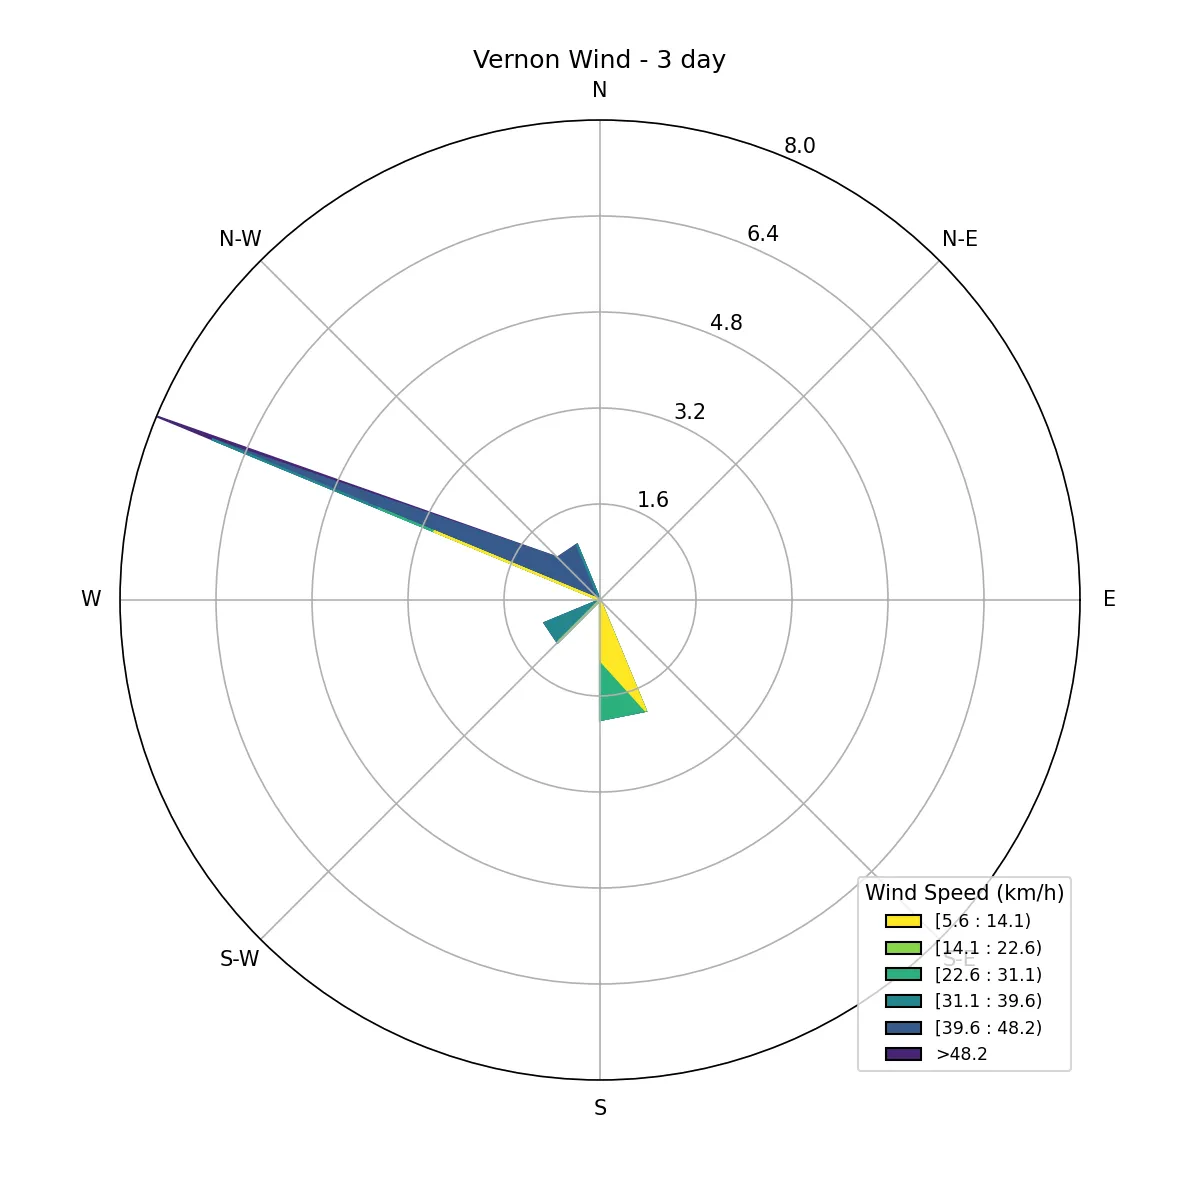 Vernon Wind - 3 day
N
8.0
N-W
6.4
N-E
4.8
3.2
1.6
W
E
Wind Speed (km/h)
[5.6 : 14.1)
[14.1 : 22.6)
S-W
S-E
[22.6 : 31.1)
[31.1 : 39.6)
[39.6 : 48.2)
>48.2
S